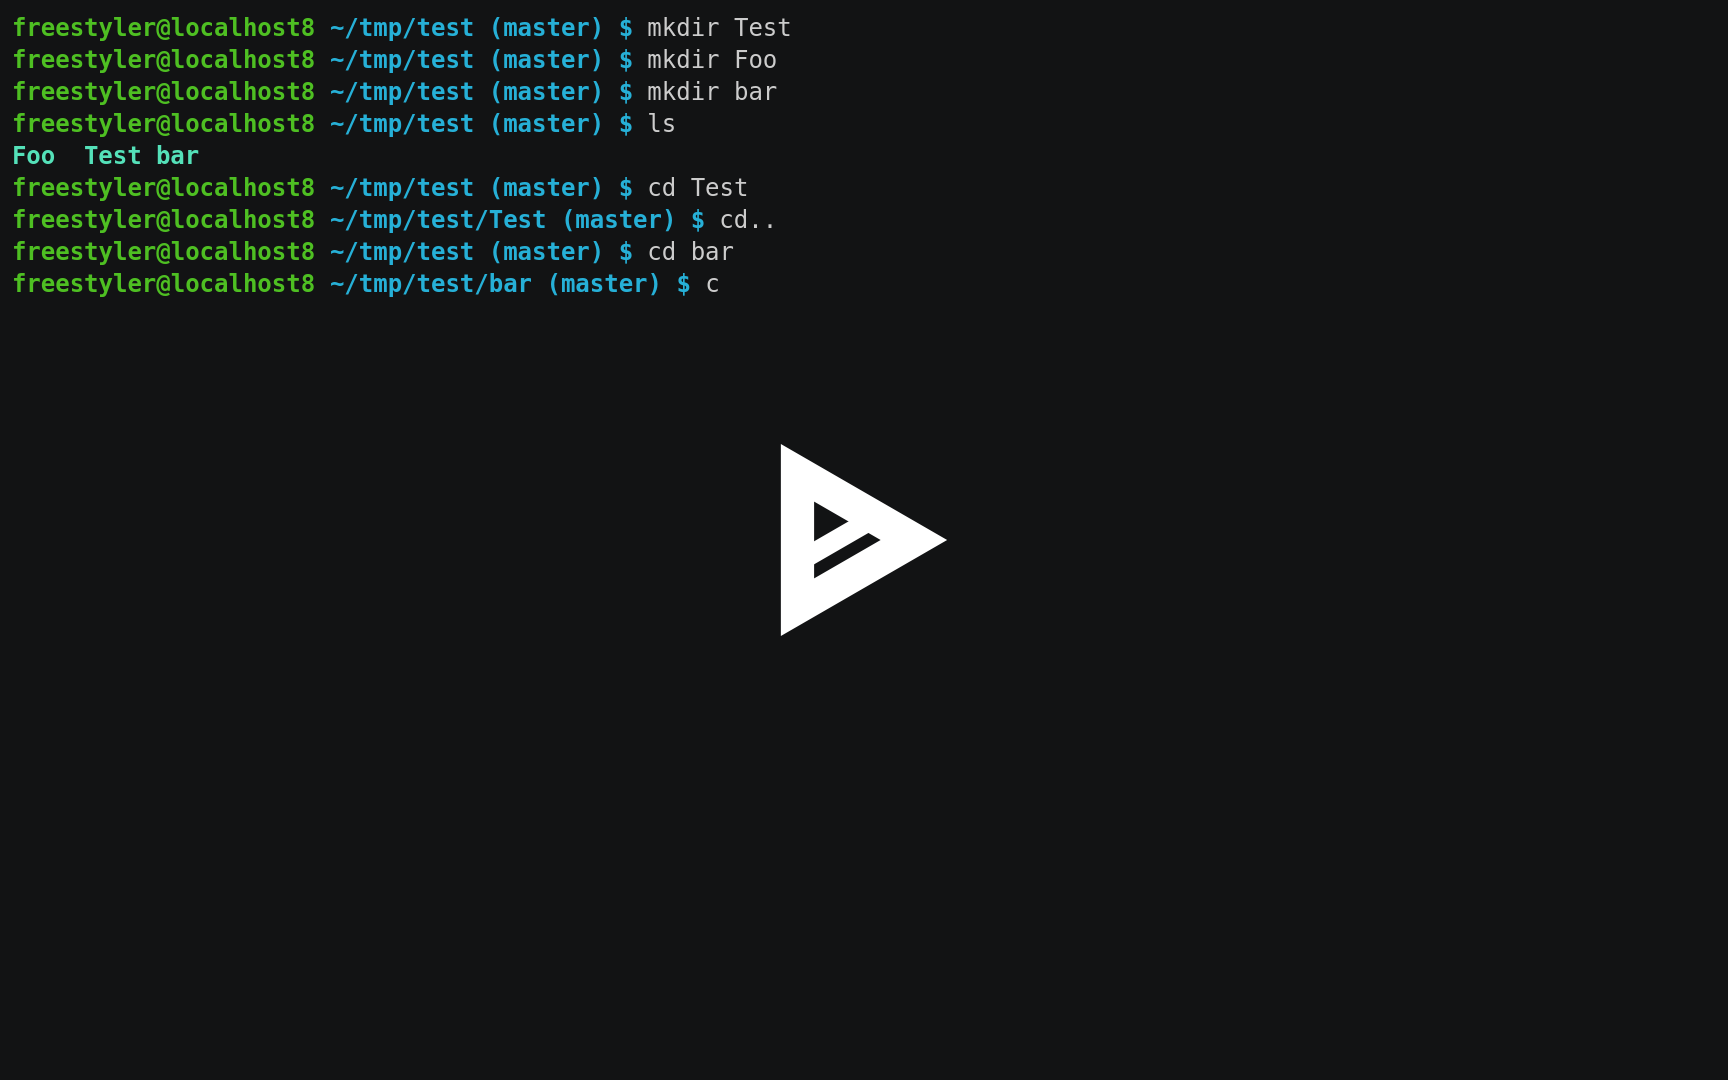 freestyler@localhost8 ~/tmp/test (master) $ mkdir Test
freestyler@localhost8 ~/tmp/test (master) $ mkdir Foo
freestyler@localhost8 ~/tmp/test (master) $ mkdir bar
freestyler@localhost8 ~/tmp/test (master) $ ls
Foo  Test bar
freestyler@localhost8 ~/tmp/test (master) $ cd Test
freestyler@localhost8 ~/tmp/test/Test (master) $ cd..
freestyler@localhost8 ~/tmp/test (master) $ cd bar
freestyler@localhost8 ~/tmp/test/bar (master) $ c